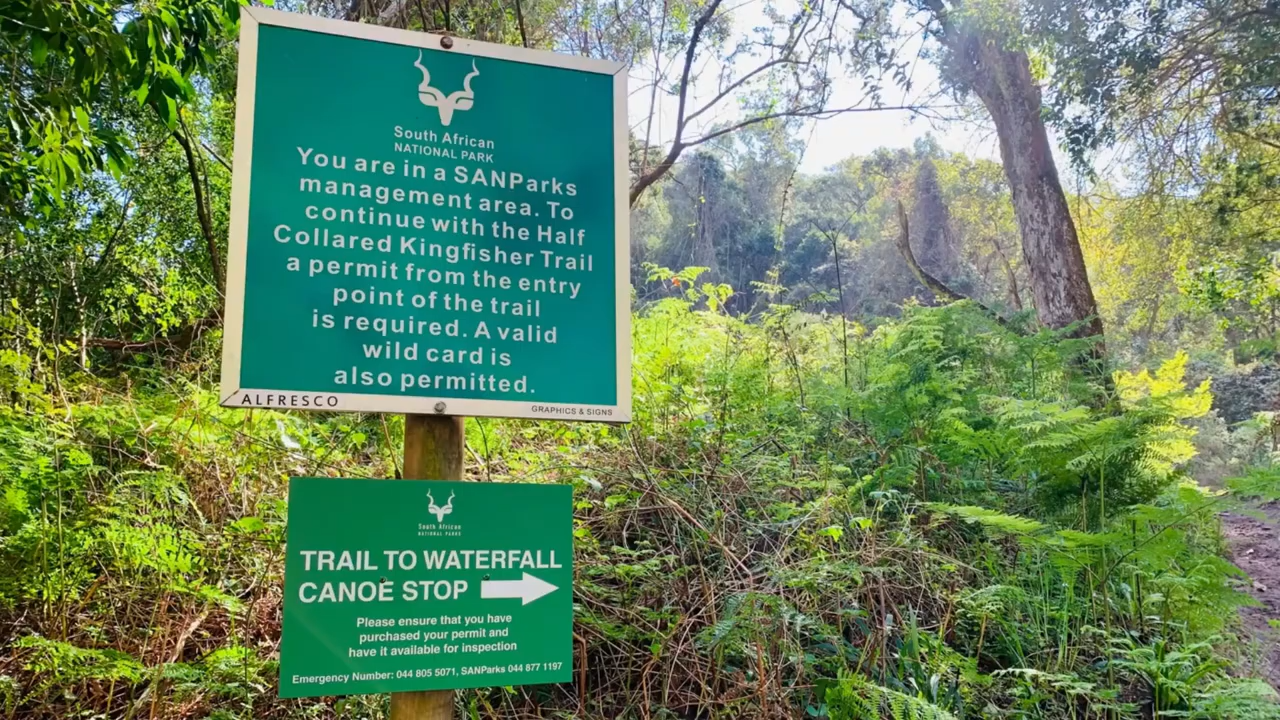 South African
NATIONAL PARK
You are in a SANParks
management area. To
continue with the Half
Collared Kingfisher Trail
a permit from the entry
point of the trail
is required. A valid
wild card is
also permitted.
ALFRESCO
GRAPHICS & SIGNS
South African
NATIONAL PARKS
TRAIL TO WATERFALL
CANOE STOP
Please ensure that you have
purchased your permit and
have it available for inspection
Emergency Number: 044 805 5071, SANParks 044 877 1197